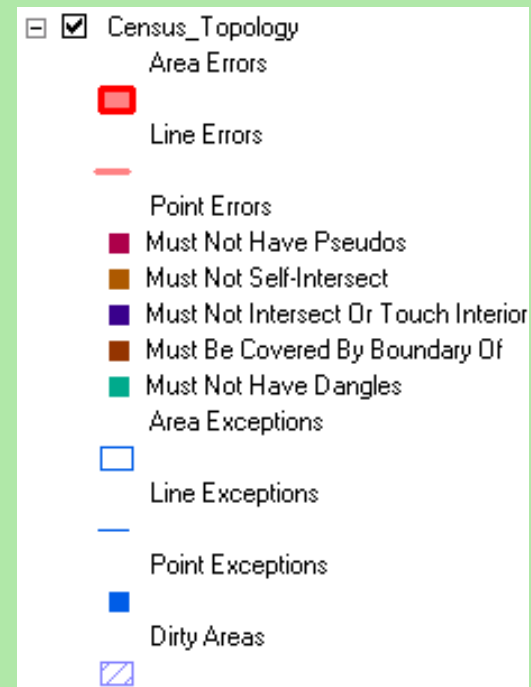 Census_Topology
Area Errors
Line Errors
Point Errors
Must Not Have Pseudos
Must Not Self-Intersect
Must Not Intersect Or Touch Interior
Must Be Covered By Boundary Of
Must Not Have Dangles
Area Exceptions
Line Exceptions
Point Exceptions
Dirty Areas